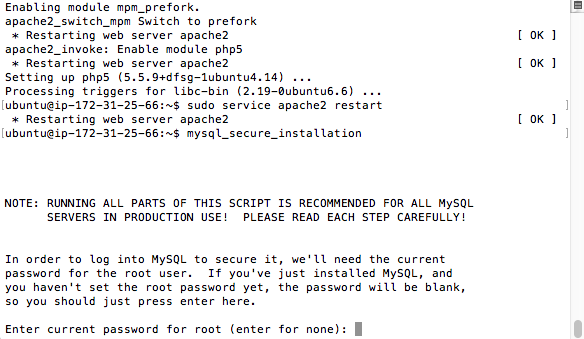 Enabling module mpm_prefork.
apache2_switch_mpm Switch to prefork
 * Restarting web server apache2 [ OK ]
apache2_invoke: Enable module php5
 * Restarting web server apache2 [ OK ]
Setting up php5 (5.5.9+dfsg-1ubuntu4.14) ...
Processing triggers for libc-bin (2.19-0ubuntu6.6) ...
[ubuntu@ip-172-31-25-66:~$ sudo service apache2 restart ]
 * Restarting web server apache2 [ OK ]
[ubuntu@ip-172-31-25-66:~$ mysql_secure_installation ]
NOTE: RUNNING ALL PARTS OF THIS SCRIPT IS RECOMMENDED FOR ALL MySQL
SERVERS IN PRODUCTION USE!  PLEASE READ EACH STEP CAREFULLY!
In order to log into MySQL to secure it, we'll need the current
password for the root user.  If you've just installed MySQL, and
you haven't set the root password yet, the password will be blank,
so you should just press enter here.
Enter current password for root (enter for none):